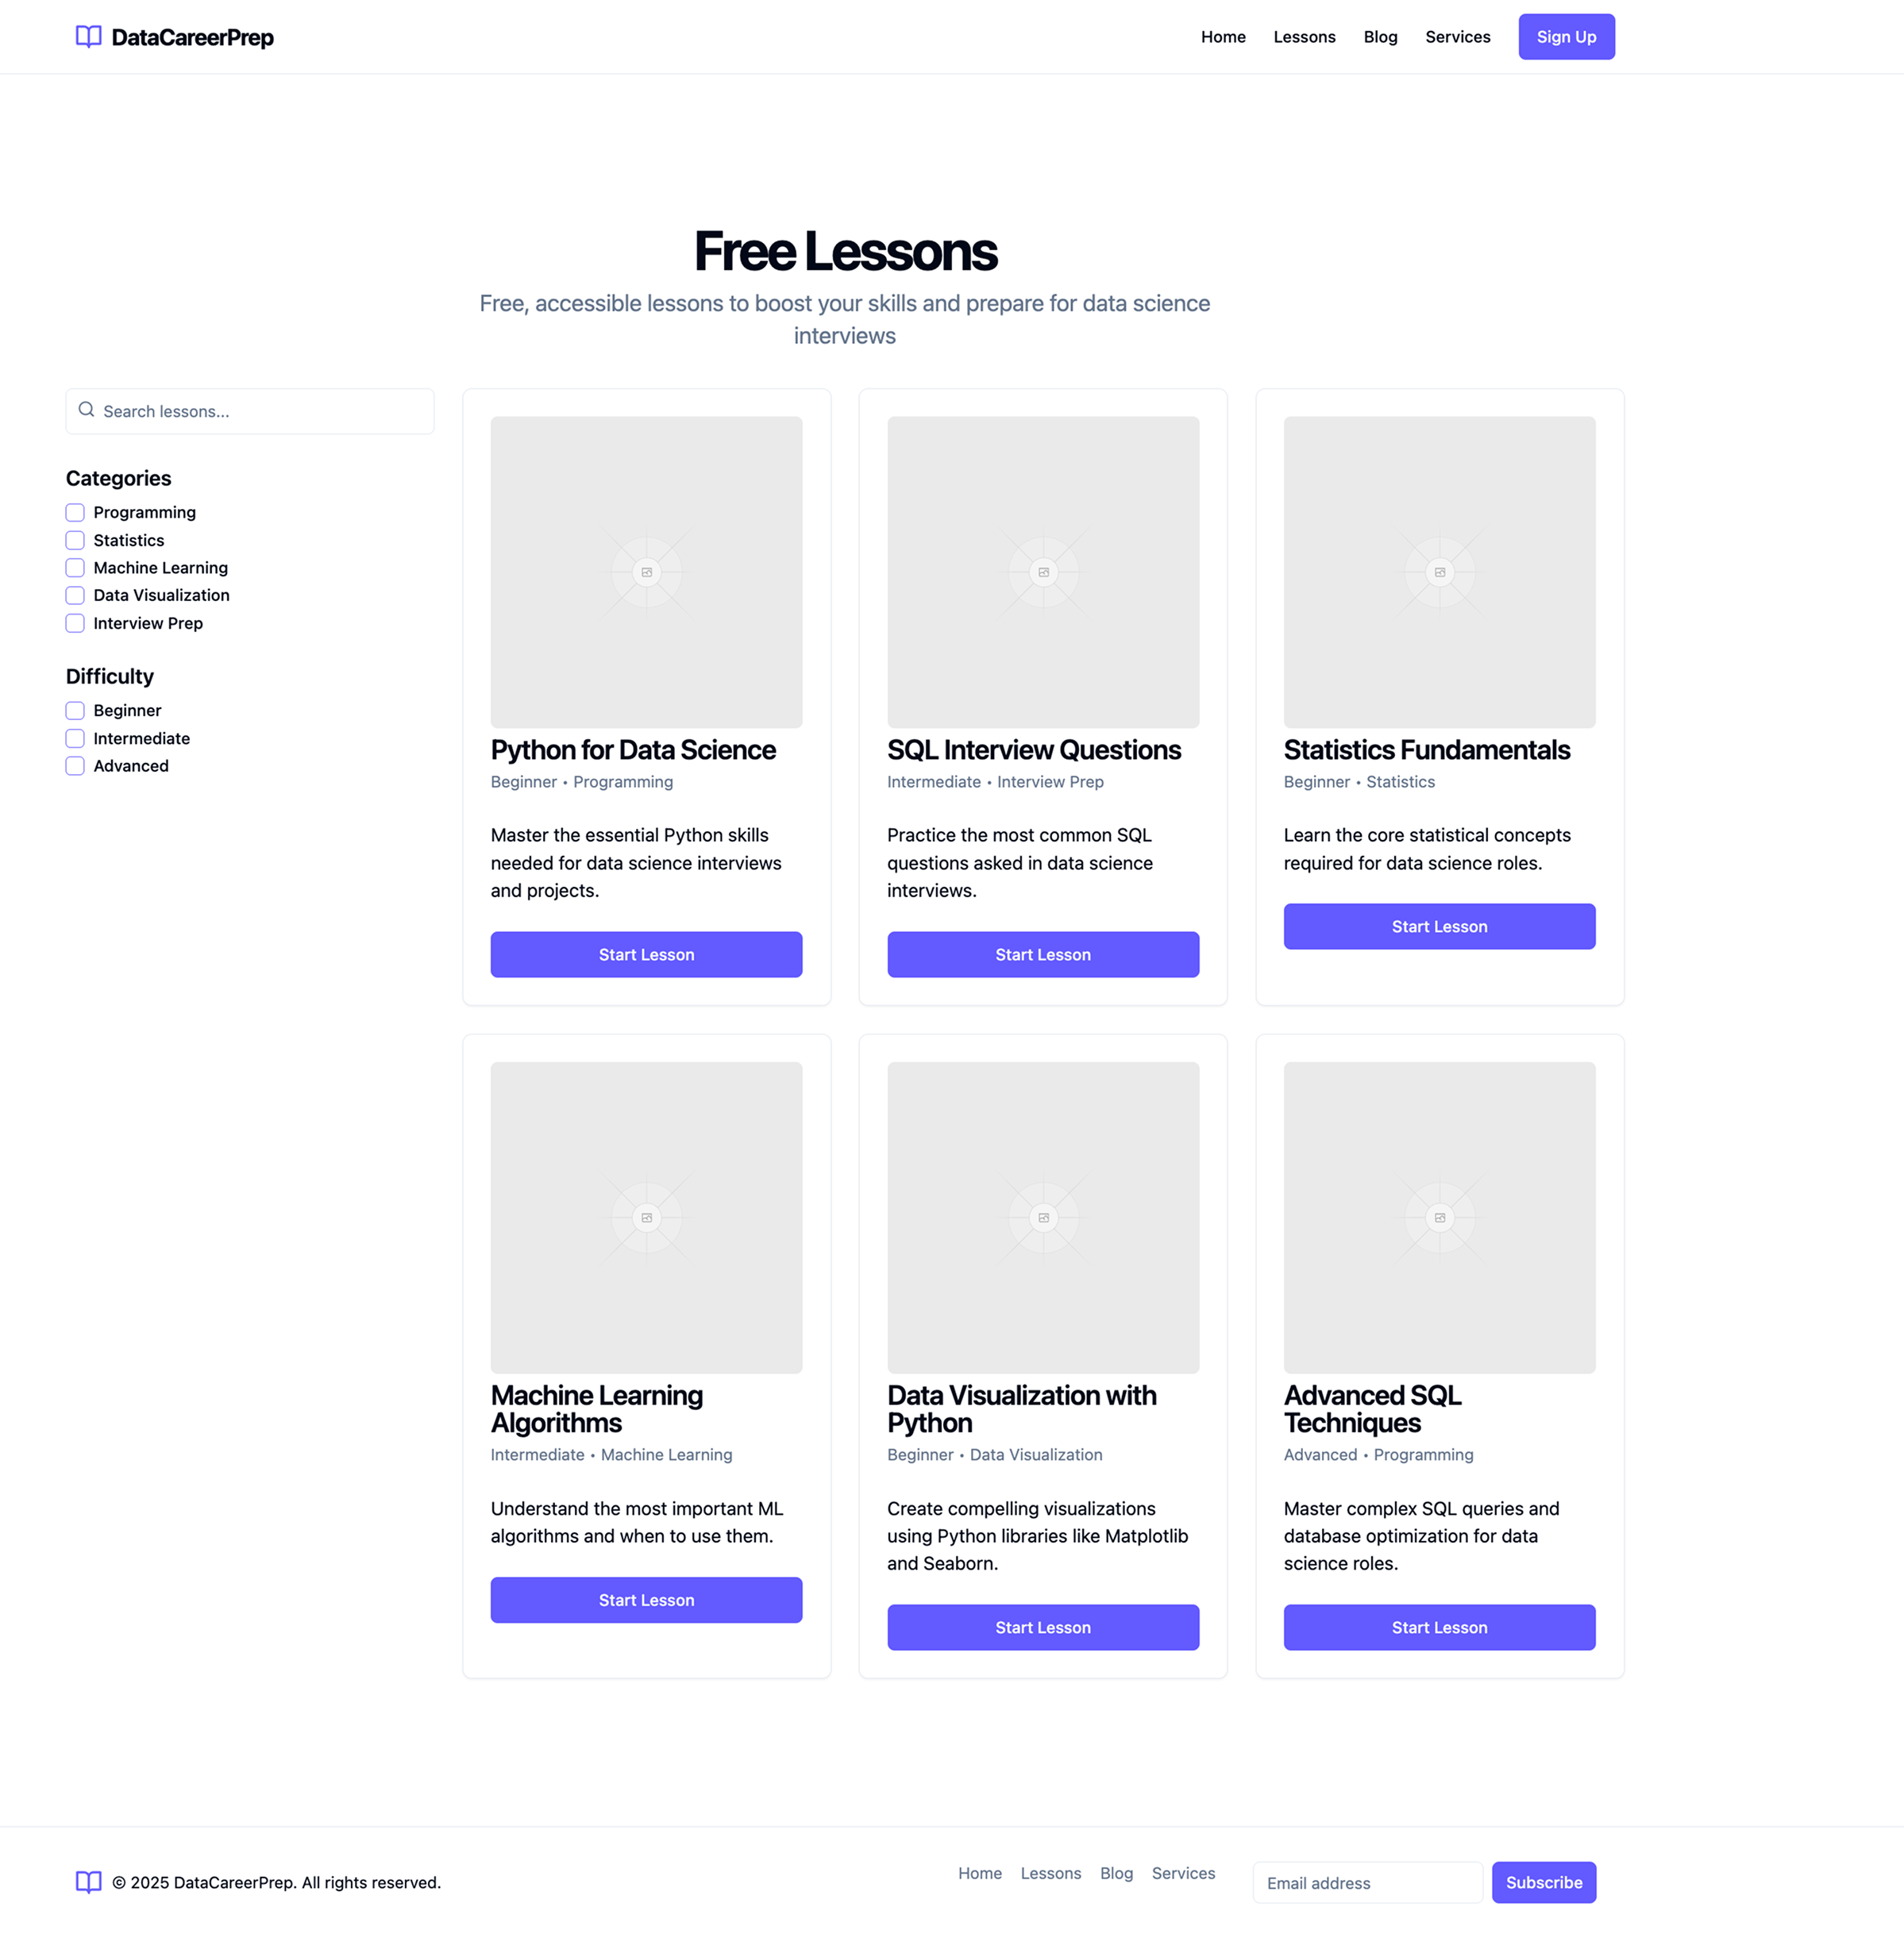 DataCareerPrep
Home
Lessons
Blog
Services
Sign Up
Free Lessons
Free, accessible lessons to boost your skills and prepare for data science
interviews
Search lessons...
Categories
Programming
Statistics
Machine Learning
Data Visualization
Interview Prep
Difficulty
Beginner
Intermediate
Advanced
Python for Data Science
Beginner • Programming
Master the essential Python skills
needed for data science interviews
and projects.
Start Lesson
SQL Interview Questions
Intermediate • Interview Prep
Practice the most common SQL
questions asked in data science
interviews.
Start Lesson
Statistics Fundamentals
Beginner • Statistics
Learn the core statistical concepts
required for data science roles.
Start Lesson
Machine Learning
Algorithms
Intermediate • Machine Learning
Understand the most important ML
algorithms and when to use them.
Start Lesson
Data Visualization with
Python
Beginner • Data Visualization
Create compelling visualizations
using Python libraries like Matplotlib
and Seaborn.
Start Lesson
Advanced SQL
Techniques
Advanced • Programming
Master complex SQL queries and
database optimization for data
science roles.
Start Lesson
© 2025 DataCareerPrep. All rights reserved.
Home
Lessons
Blog
Services
Email address
Subscribe